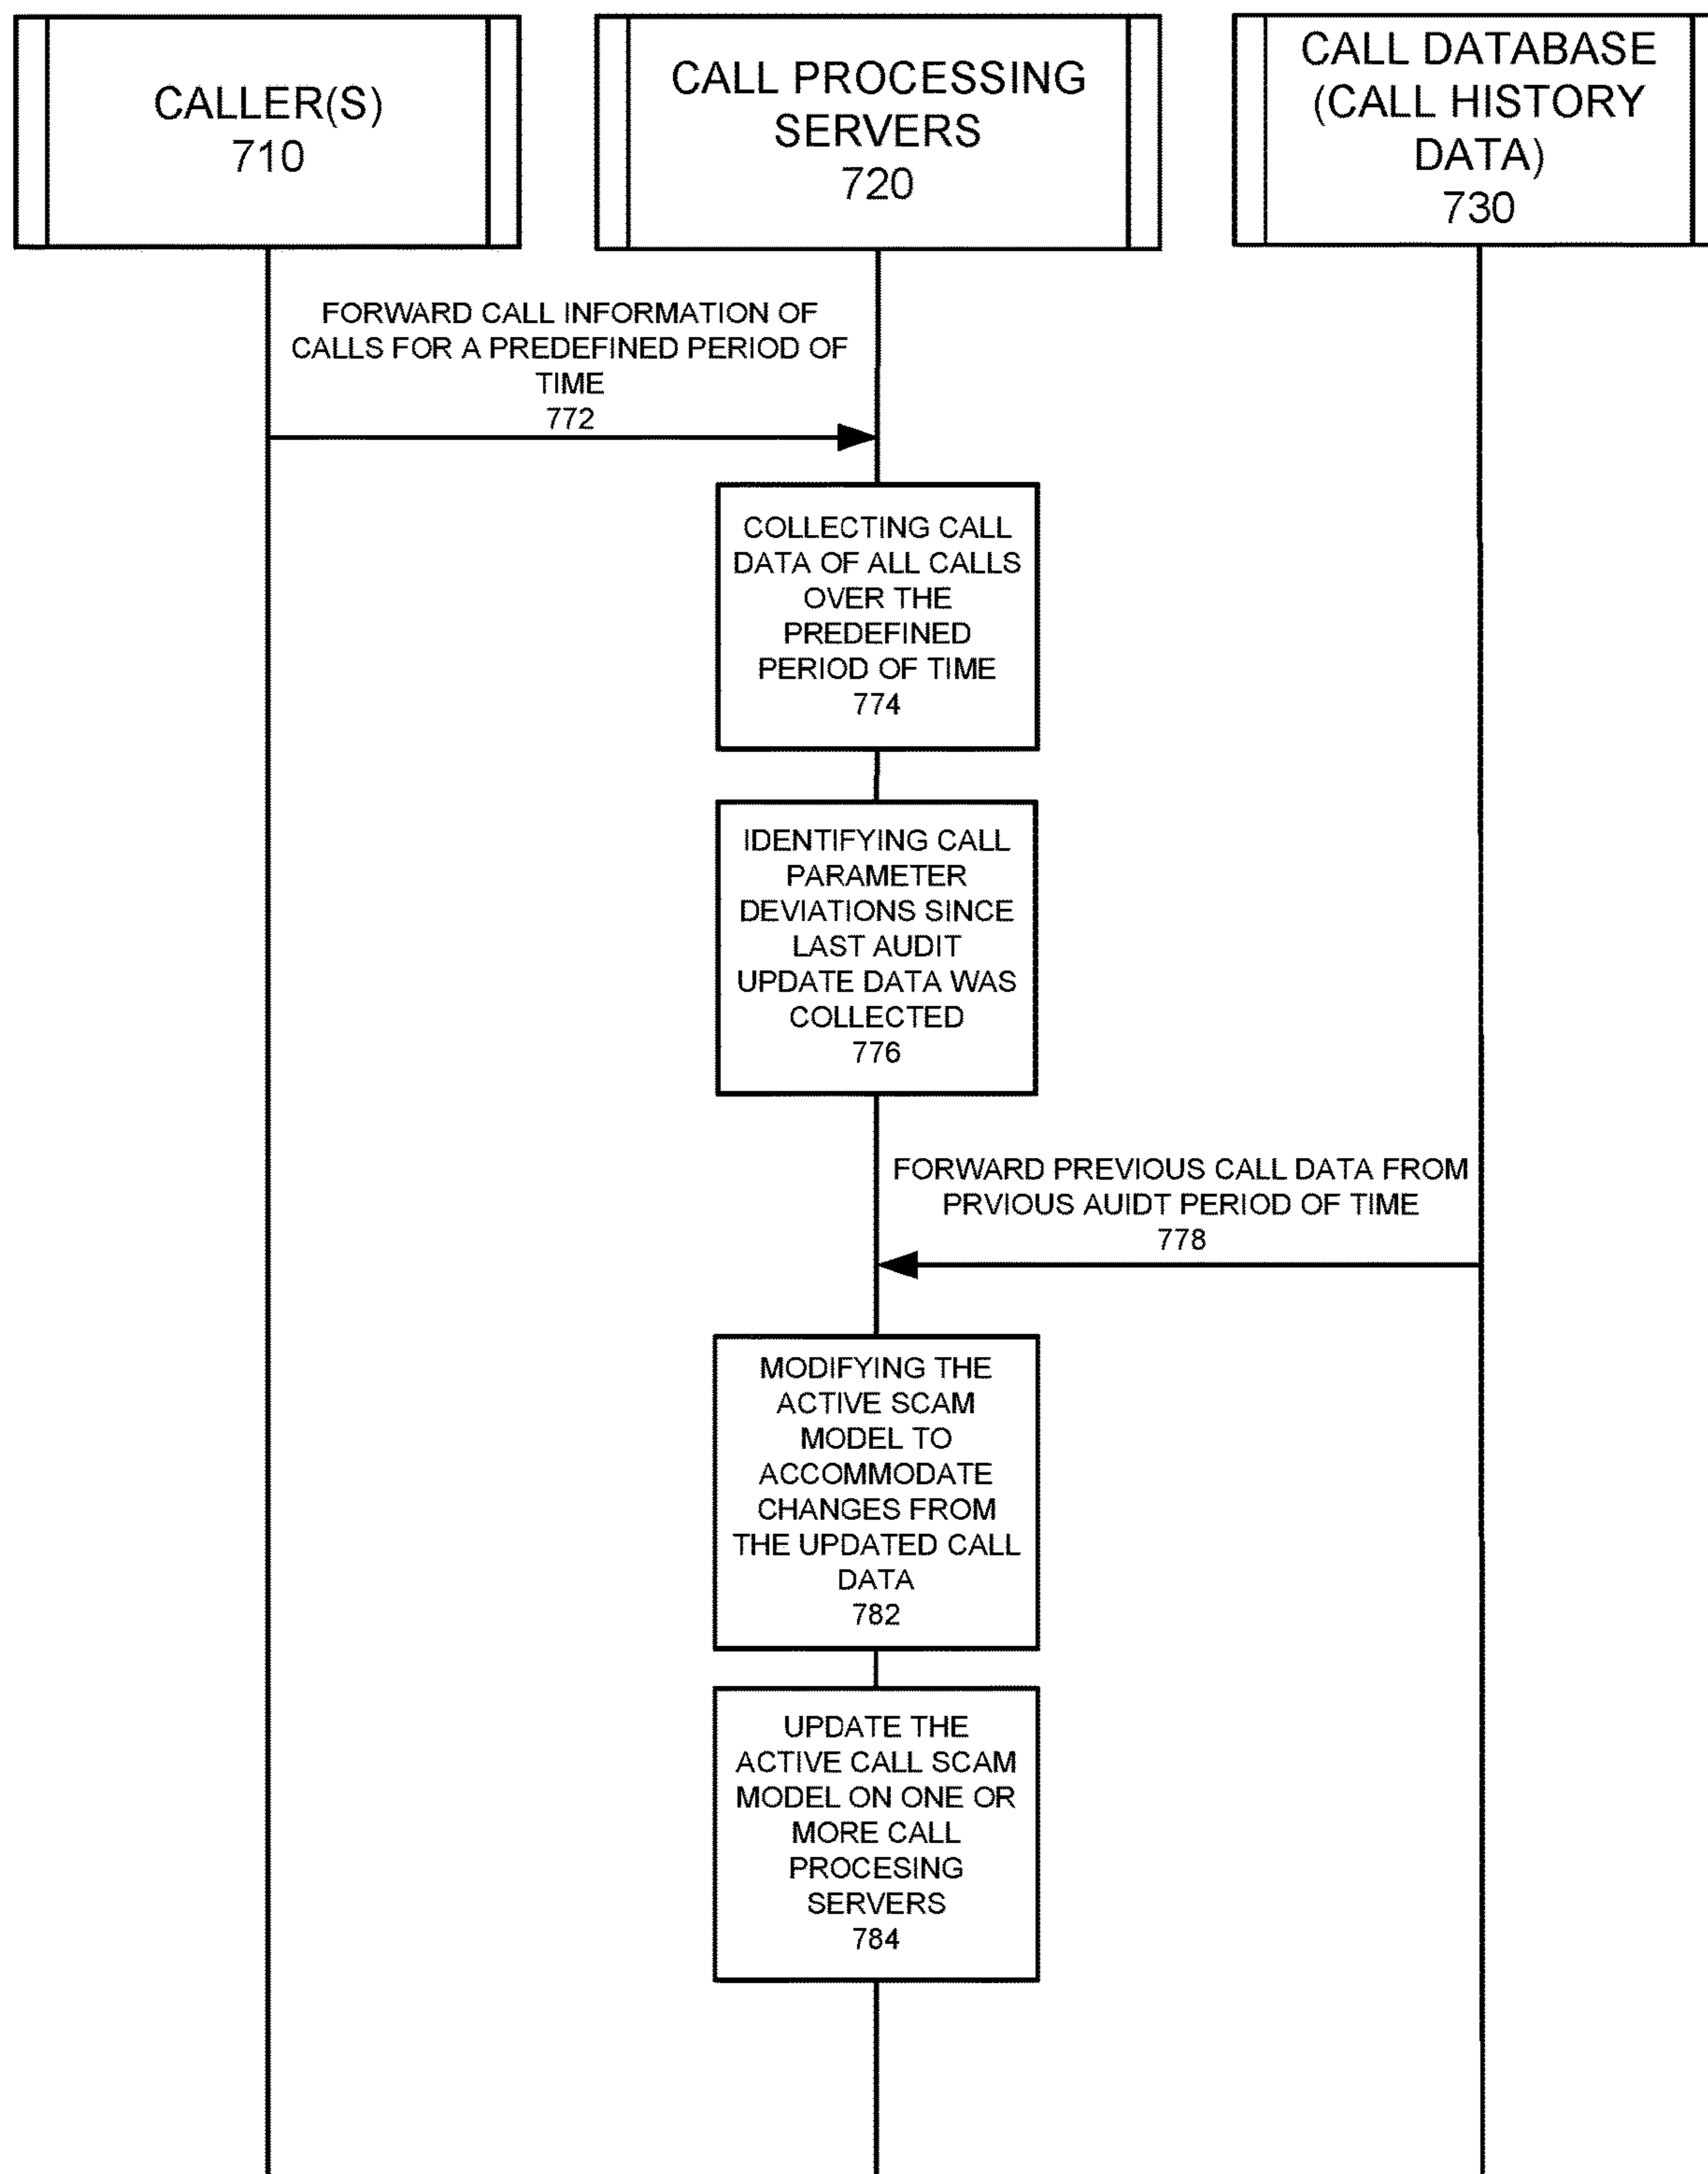 CALLER(S)
710
CALL PROCESSING
SERVERS
720
CALL DATABASE
(CALL HISTORY
DATA)
730
FORWARD CALL INFORMATION OF
CALLS FOR A PREDEFINED PERIOD OF
TIME
772
COLLECTING CALL
DATA OF ALL CALLS
OVER THE
PREDEFINED
PERIOD OF TIME
774
IDENTIFYING CALL
PARAMETER
DEVIATIONS SINCE
LAST AUDIT
UPDATE DATA WAS
COLLECTED
776
FORWARD PREVIOUS CALL DATA FROM
PRVIOUS AUIDT PERIOD OF TIME
778
MODIFYING THE
ACTIVE SCAM
MODEL TO
ACCOMMODATE
CHANGES FROM
THE UPDATED CALL
DATA
782
UPDATE THE
ACTIVE CALL SCAM
MODEL ON ONE OR
MORE CALL
PROCESING
SERVERS
784